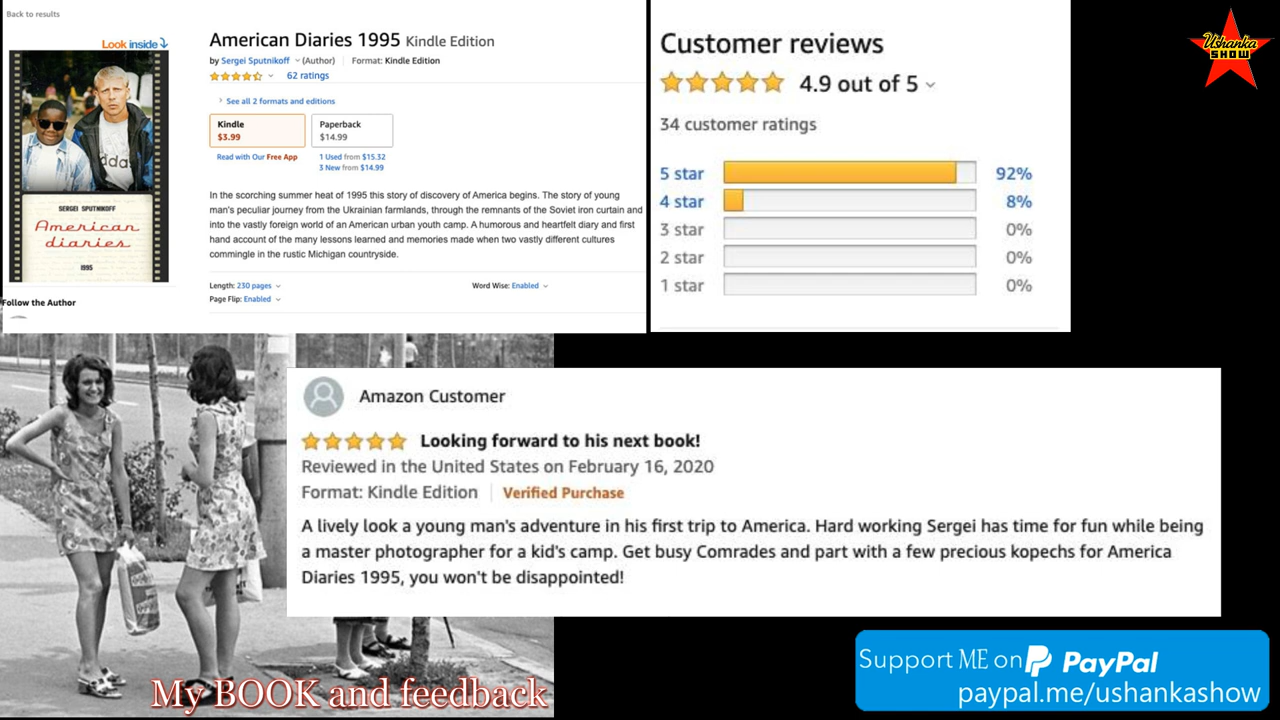 Back to results
Look inside
American Diaries 1995 Kindle Edition
by Sergei Sputnikoff (Author) Format: Kindle Edition
62 ratings
See all 2 formats and editions
Kindle
$3.99
Paperback
$14.99
Read with Our Free App
1 Used from $15.32
3 New from $14.99
In the scorching summer heat of 1995 this story of discovery of America begins. The story of young
man's peculiar journey from the Ukrainian farmlands, through the remnants of the Soviet iron curtain and
into the vastly foreign world of an American urban youth camp. A humorous and heartfelt diary and first
hand account of the many lessons learned and memories made when two vastly different cultures
commingle in the rustic Michigan countryside.
Length: 230 pages
Word Wise: Enabled
Page Flip: Enabled
adidas
SERGEI SPUTNIKOFF
American
diaries
1995
Follow the Author
Customer reviews
4.9 out of 5
34 customer ratings
5 star 92%
4 star 8%
3 star 0%
2 star 0%
1 star 0%
Ushanka
SHOW
Amazon Customer
Looking forward to his next book!
Reviewed in the United States on February 16, 2020
Format: Kindle Edition Verified Purchase
A lively look a young man's adventure in his first trip to America. Hard working Sergei has time for fun while being
a master photographer for a kid's camp. Get busy Comrades and part with a few precious kopechs for America
Diaries 1995, you won't be disappointed!
My BOOK and feedback
Support ME on PayPal
paypal.me/ushankashow